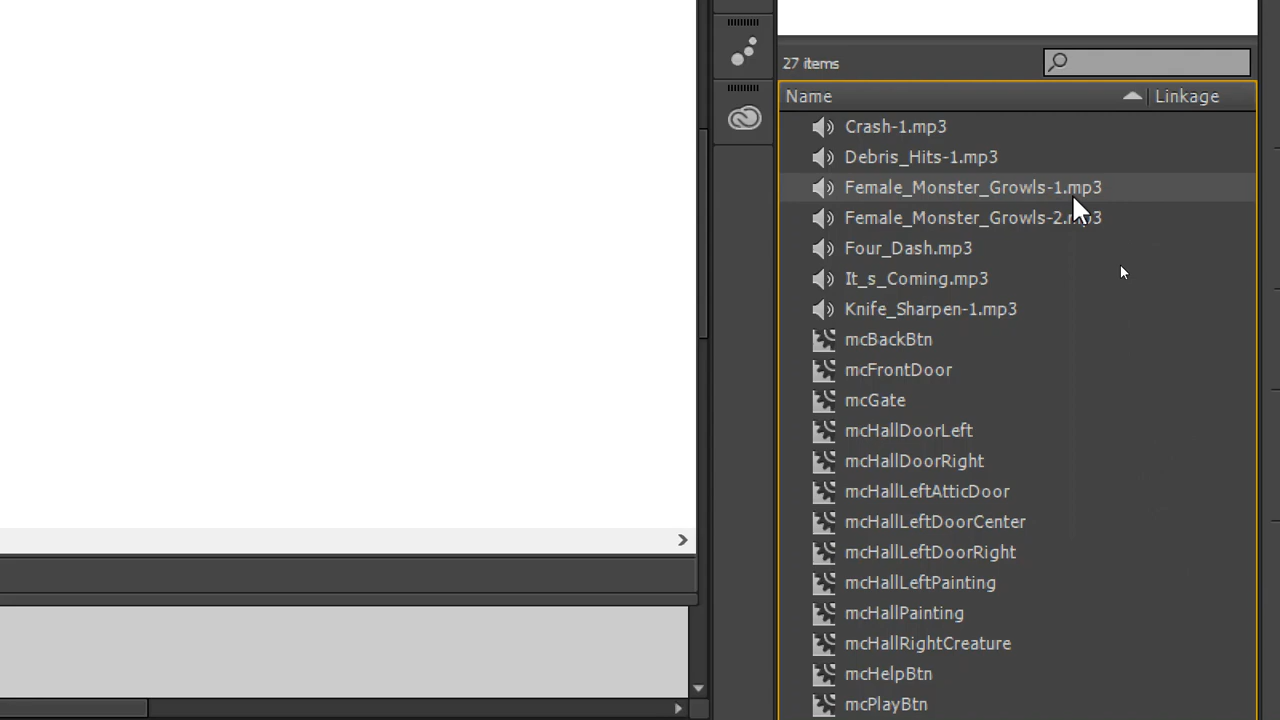 27 items
Name Linkage
Crash-1.mp3
Debris_Hits-1.mp3
Female_Monster_Growls-1.mp3
Female_Monster_Growls-2.mp3
Four_Dash.mp3
It_s_Coming.mp3
Knife_Sharpen-1.mp3
mcBackBtn
mcFrontDoor
mcGate
mcHallDoorLeft
mcHallDoorRight
mcHallLeftAtticDoor
mcHallLeftDoorCenter
mcHallLeftDoorRight
mcHallLeftPainting
mcHallPainting
mcHallRightCreature
mcHelpBtn
mcPlayBtn